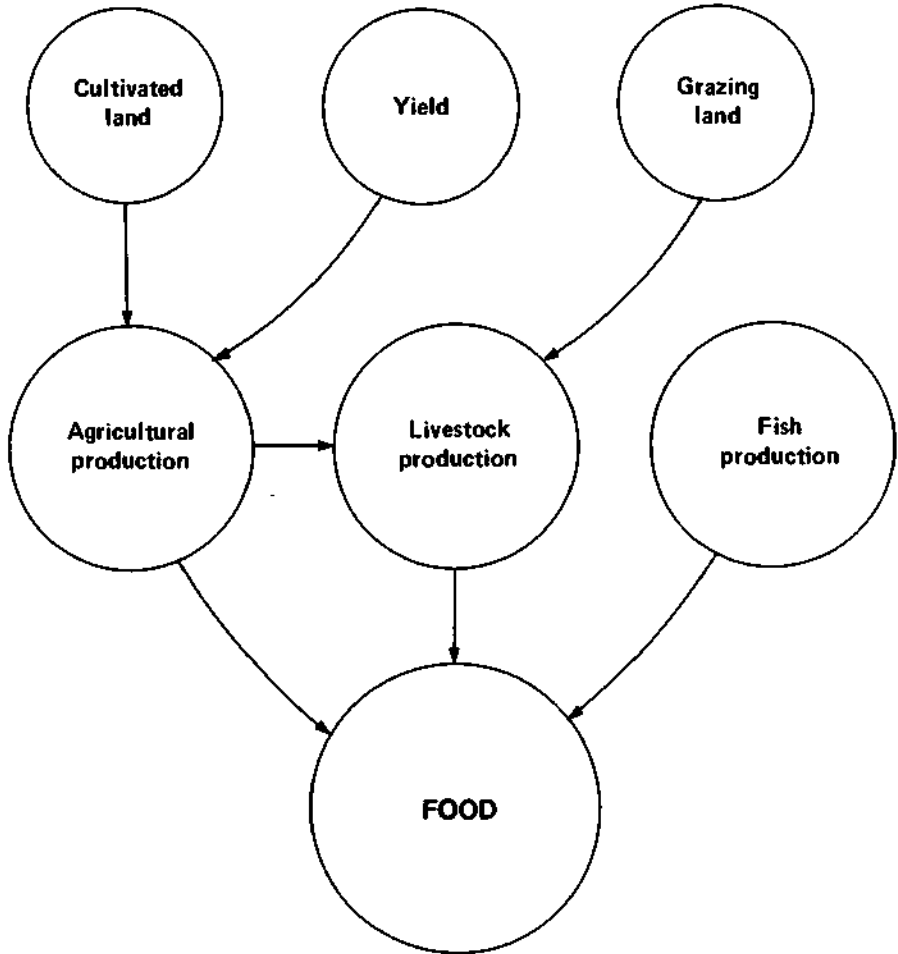 Cultivated
land
Yield
Grazing
land
Agricultural
production
Livestock
production
Fish
production
FOOD